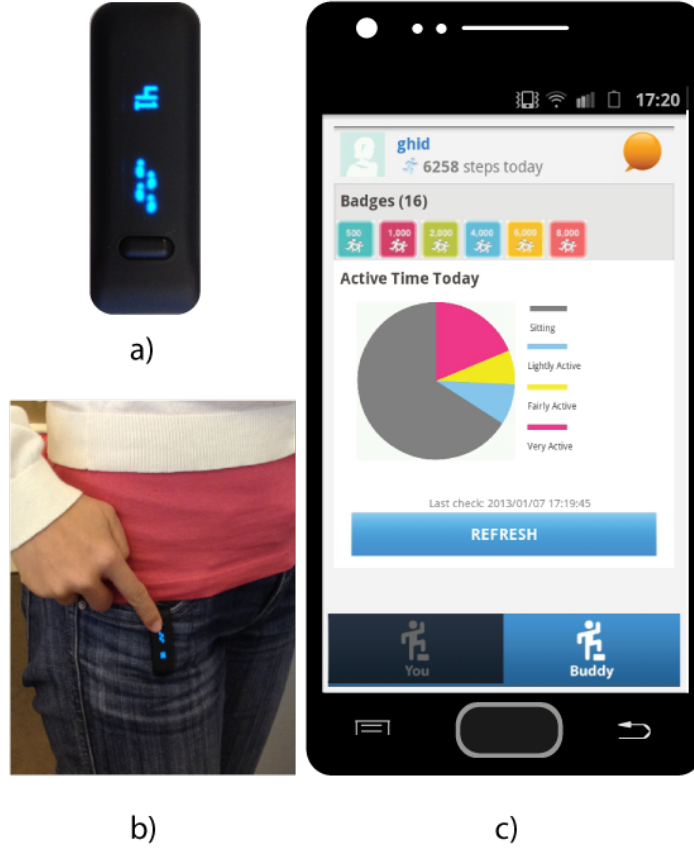 a)
b)
17:20
ghid
6258 steps today
Badges (16)
500 1,000 2,000 4,000 6,000 8,000
Active Time Today
Sitting
Lightly Active
Fairly Active
Very Active
Last check: 2013/01/07 17:19:45
REFRESH
You Buddy
c)